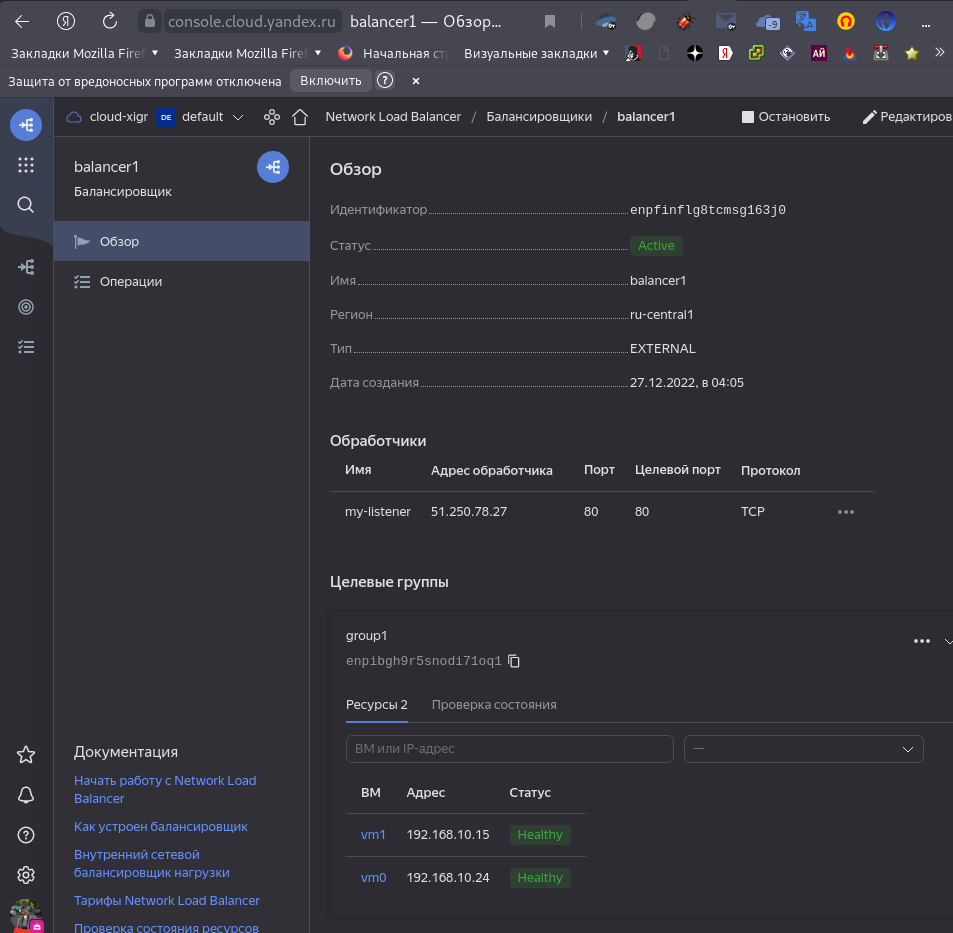 console.cloud.yandex.ru balancer1 — Обзор... -9 ...
Закладки Mozilla Firef Закладки Mozilla Firef Начальная ст Визуальные закладки Я АЙ
Защита от вредоносных программ отключена Включить ? ×
cloud-xigr DE default Network Load Balancer / Балансировщики / balancer1 Остановить Редактиров
balancer1
Балансировщик
Обзор
Операции
Обзор
Идентификатор enpfinflg8tcmsg163j0
Статус Active
Имя balancer1
Регион ru-central1
Тип EXTERNAL
Дата создания 27.12.2022, в 04:05
Обработчики
Имя Адрес обработчика Порт Целевой порт Протокол
my-listener 51.250.78.27 80 80 TCP
Целевые группы
group1
enpibgh9r5snodi71oq1
Ресурсы 2 Проверка состояния
ВМ или IP-адрес —
ВМ Адрес Статус
vm1 192.168.10.15 Healthy
vm0 192.168.10.24 Healthy
Документация
Начать работу с Network Load
Balancer
Как устроен балансировщик
Внутренний сетевой
балансировщик нагрузки
Тарифы Network Load Balancer
Проверка состояния ресурсов